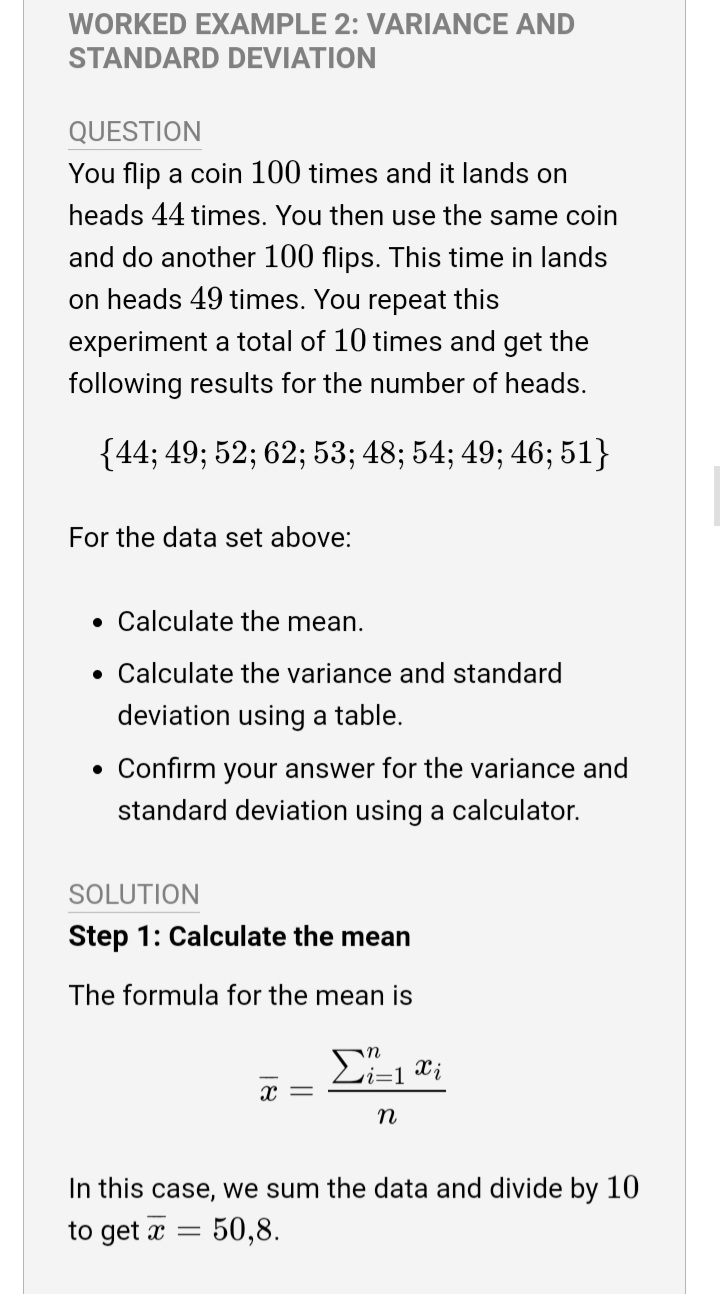 WORKED EXAMPLE 2: VARIANCE AND
STANDARD DEVIATION
QUESTION
You flip a coin 100 times and it lands on
heads 44 times. You then use the same coin
and do another 100 flips. This time in lands
on heads 49 times. You repeat this
experiment a total of 10 times and get the
following results for the number of heads.
{44; 49; 52; 62; 53; 48; 54; 49; 46; 51}
For the data set above:
• Calculate the mean.
• Calculate the variance and standard
deviation using a table.
• Confirm your answer for the variance and
standard deviation using a calculator.
SOLUTION
Step 1: Calculate the mean
The formula for the mean is
x̅ = ∑ⁿᵢ₌₁ xᵢ / n
In this case, we sum the data and divide by 10
to get x̅ = 50,8.